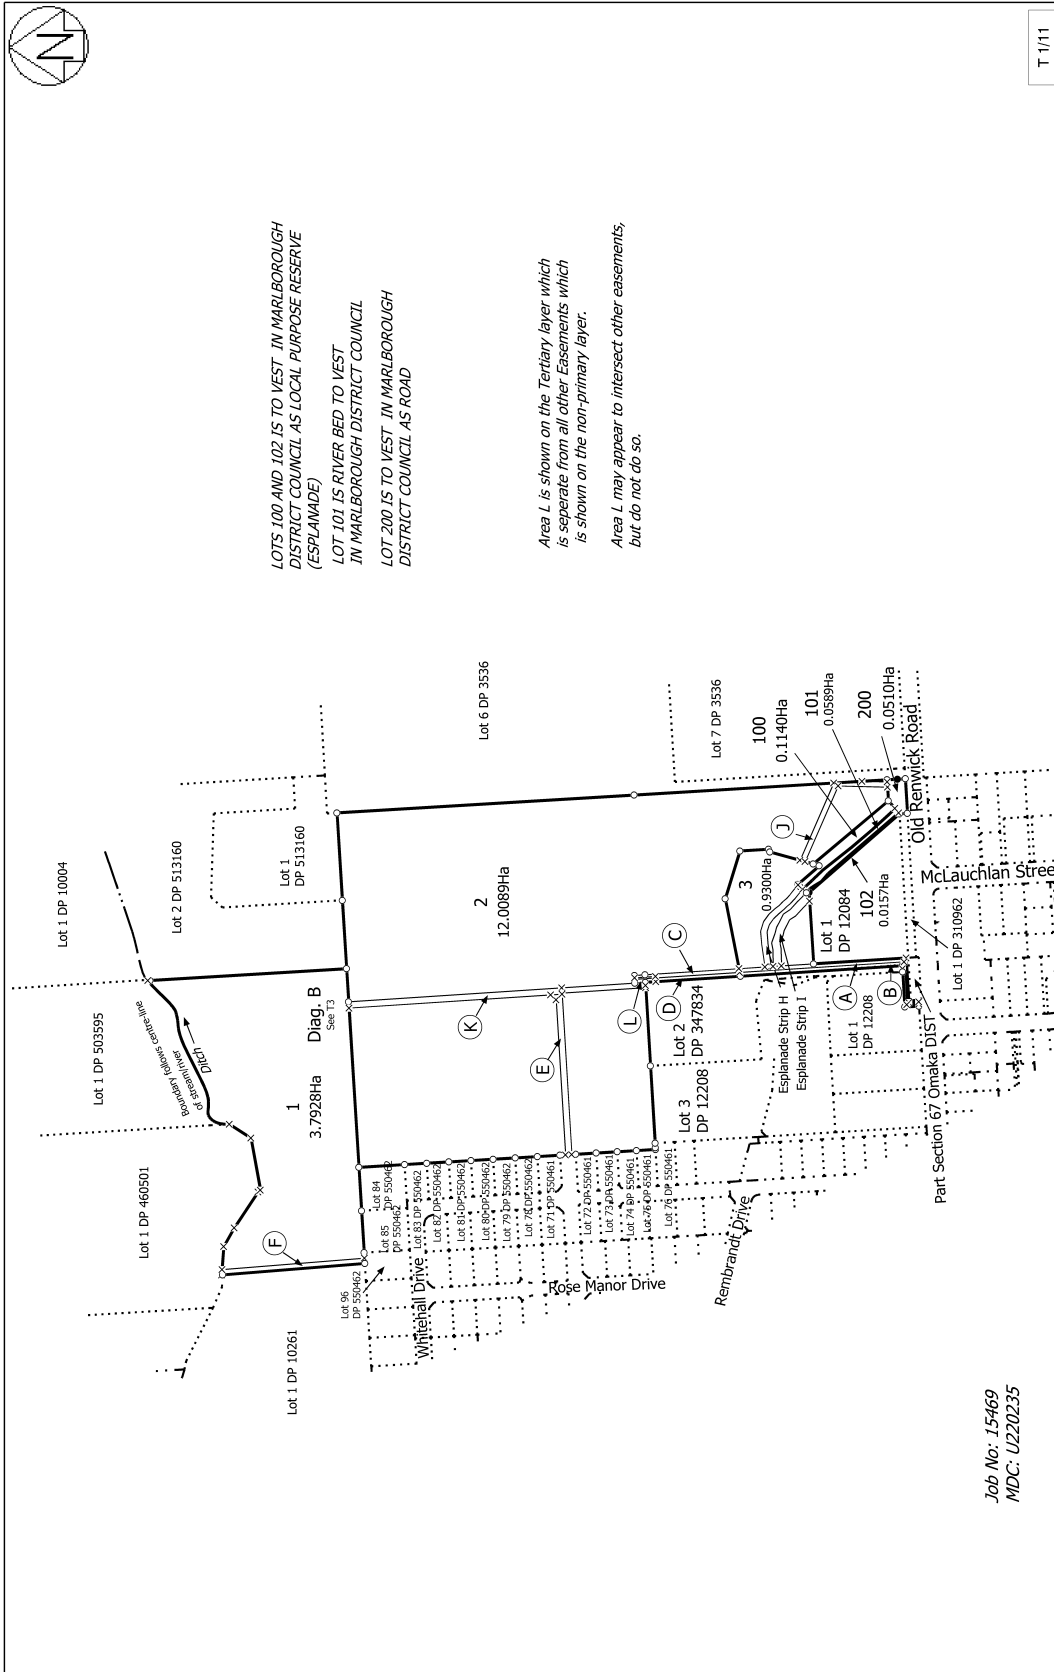 N
T 1/11
LOTS 100 AND 102 IS TO VEST IN MARLBOROUGH
DISTRICT COUNCIL AS LOCAL PURPOSE RESERVE
(ESPLANADE)
LOT 101 IS RIVER BED TO VEST
IN MARLBOROUGH DISTRICT COUNCIL
LOT 200 IS TO VEST IN MARLBOROUGH
DISTRICT COUNCIL AS ROAD
Area L is shown on the Tertiary layer which
is seperate from all other Easements which
is shown on the non-primary layer.
Area L may appear to intersect other easements,
but do not do so.
Lot 1 DP 10004
Lot 2 DP 513160
Lot 1
DP 513160
Lot 6 DP 3536
Lot 7 DP 3536
Lot 1 DP 503595
Boundary follows centre-line
of stream/river
Ditch
Lot 1 DP 460501
1
3.7928Ha
Diag. B
See T3
2
12.0089Ha
3
0.9300Ha
100
0.1140Ha
101
0.0589Ha
200
0.0510Ha
102
0.0157Ha
J
C
D
K
L
E
F
A
B
Lot 1
DP 12084
Lot 2
DP 347834
Lot 3
DP 12208
Lot 1
DP 12208
Esplanade Strip H
Esplanade Strip I
Old Renwick Road
McLauchlan Stree
Lot 1 DP 310962
Part Section 67 Omaka DIST
Lot 84
DP 550462
Lot 85
DP 550462
Lot 83 DP 550462
Lot 82 DP 550462
Lot 81 DP 550462
Lot 80 DP 550462
Lot 79 DP 550462
Lot 78 DP 550462
Lot 71 DP 550461
Lot 72 DP 550461
Lot 73 DP 550461
Lot 74 DP 550461
Lot 75 DP 550461
Lot 76 DP 550461
Lot 96
DP 550462
Whitehall Drive
Rose Manor Drive
Rembrandt Drive
Lot 1 DP 10261
Job No: 15469
MDC: U220235